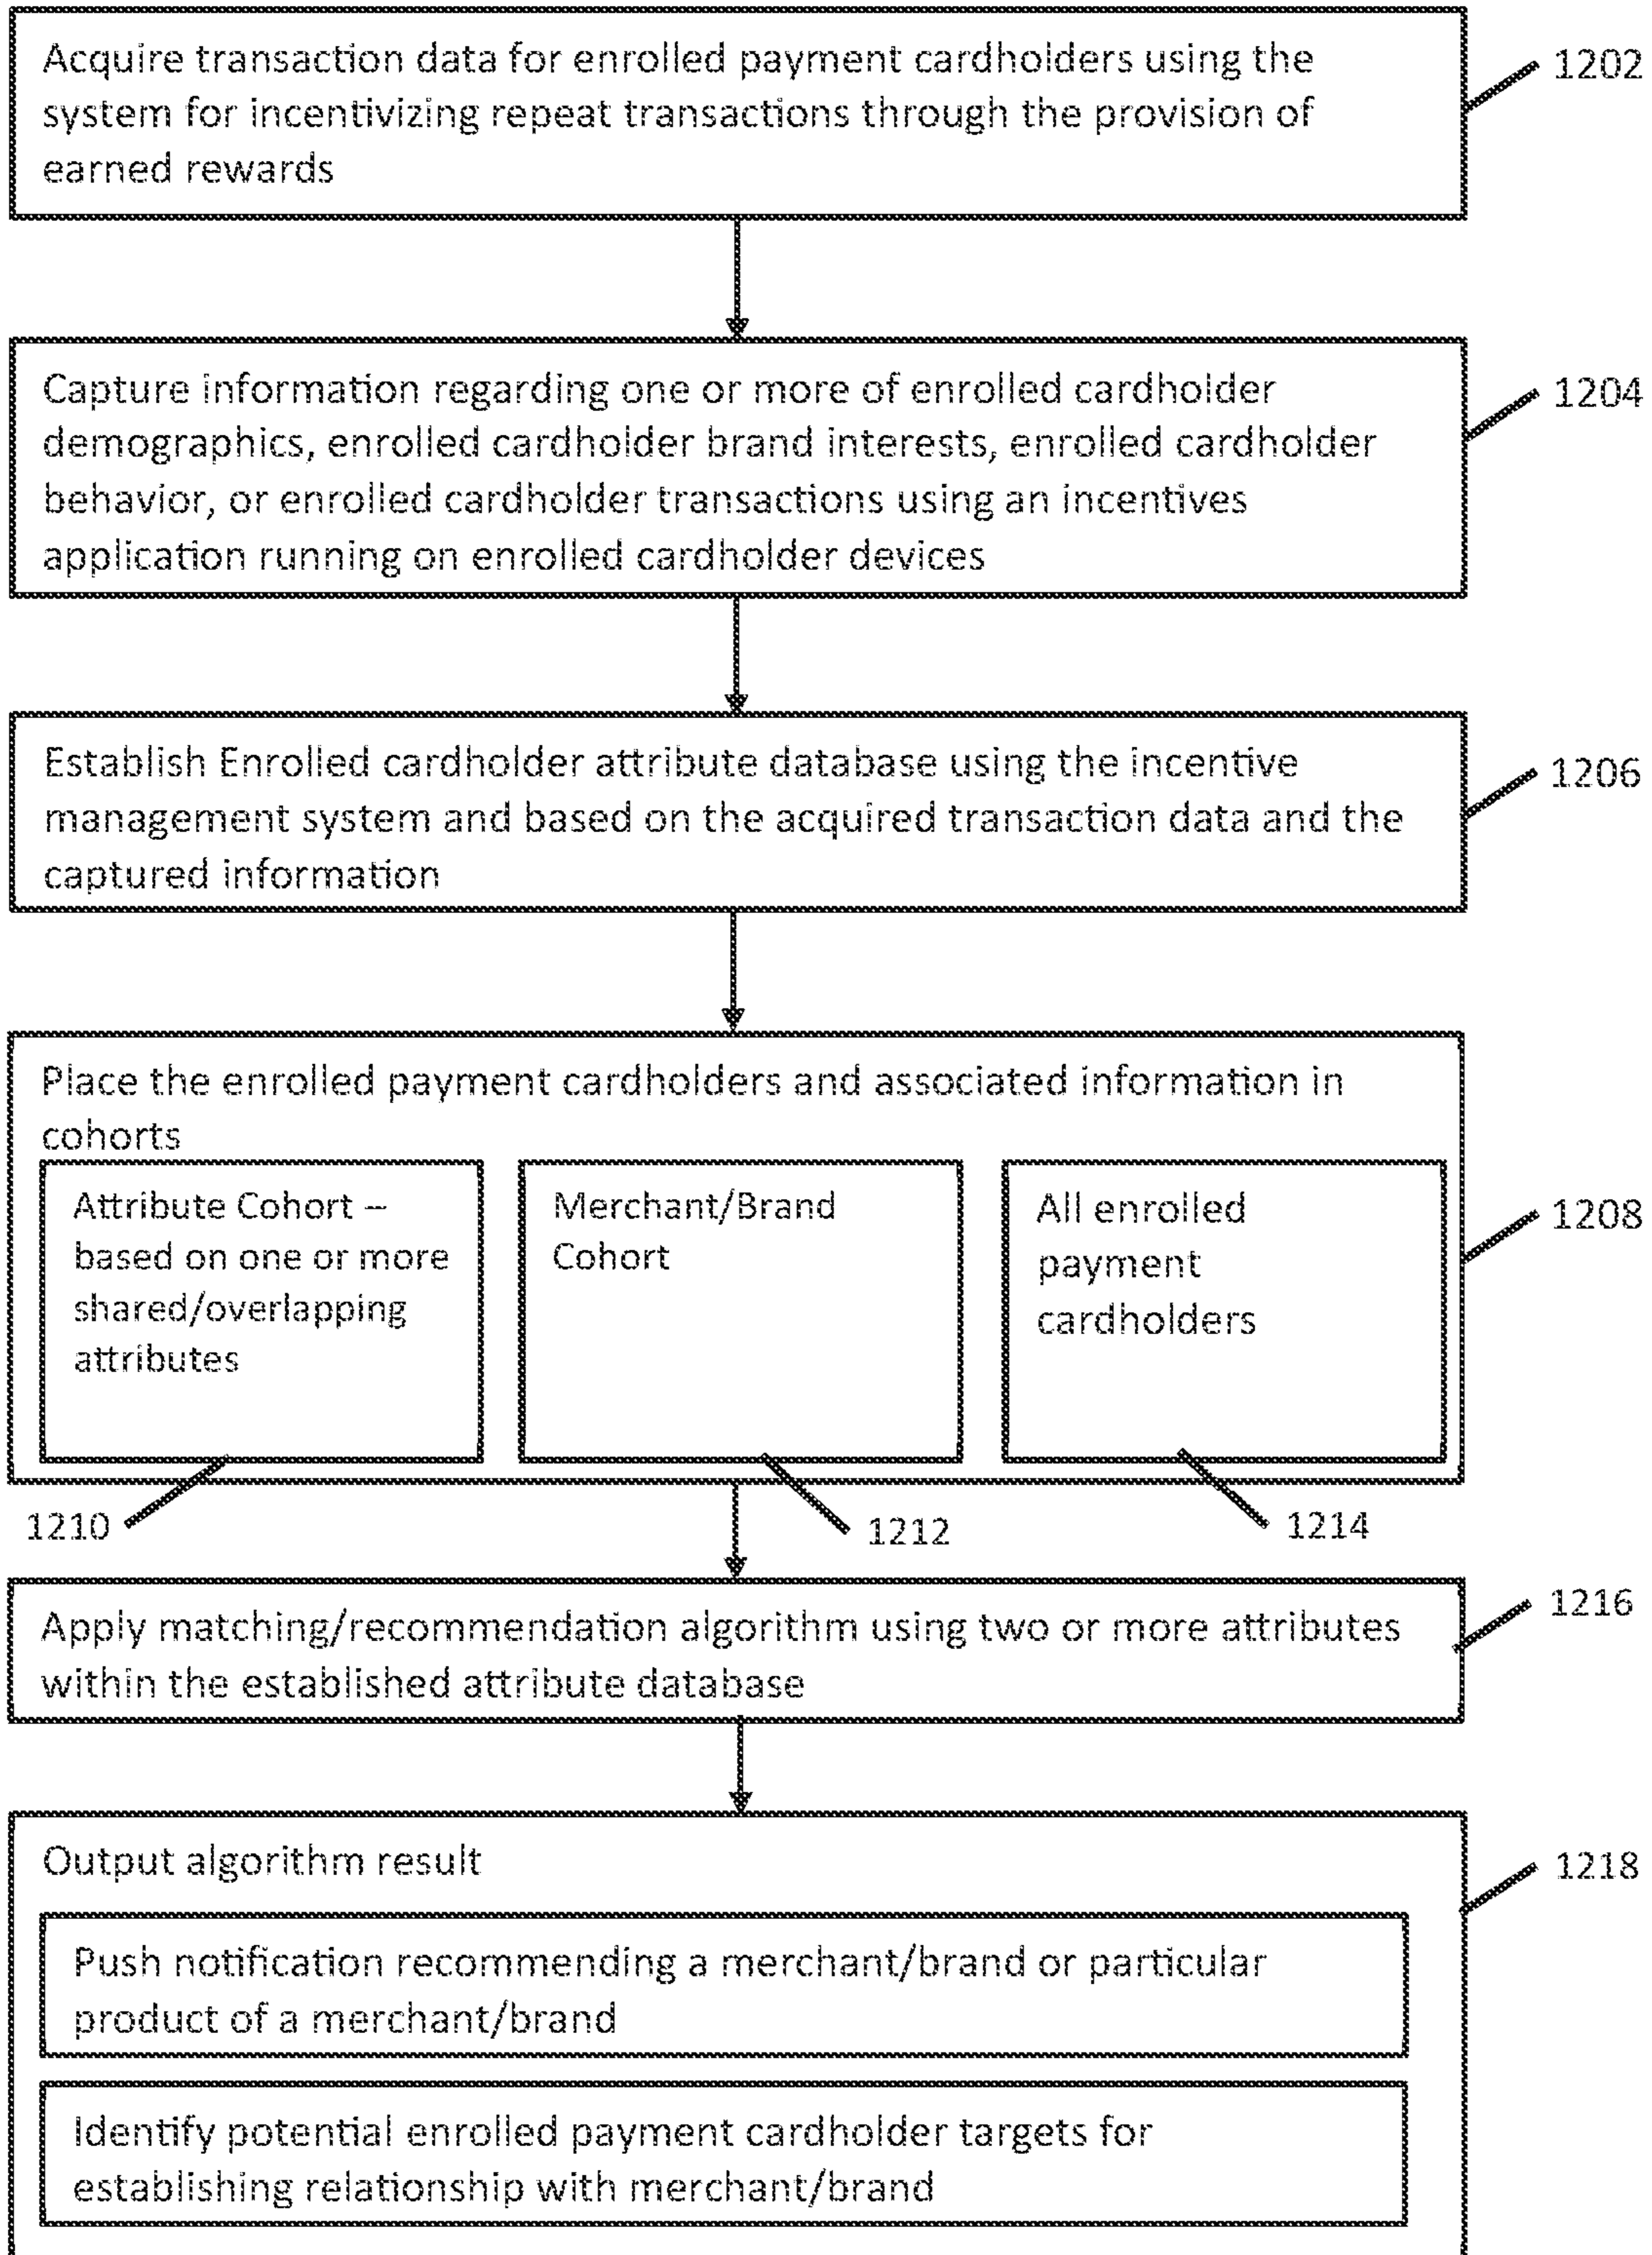 Acquire transaction data for enrolled payment cardholders using the
system for incentivizing repeat transactions through the provision of
earned rewards
1202
Capture information regarding one or more of enrolled cardholder
demographics, enrolled cardholder brand interests, enrolled cardholder
behavior, or enrolled cardholder transactions using an incentives
application running on enrolled cardholder devices
1204
Establish Enrolled cardholder attribute database using the incentive
management system and based on the acquired transaction data and the
captured information
1206
Place the enrolled payment cardholders and associated information in
cohorts
Attribute Cohort –
based on one or more
shared/overlapping
attributes
Merchant/Brand
Cohort
All enrolled
payment
cardholders
1208
1210
1212
1214
Apply matching/recommendation algorithm using two or more attributes
within the established attribute database
1216
Output algorithm result
1218
Push notification recommending a merchant/brand or particular
product of a merchant/brand
Identify potential enrolled payment cardholder targets for
establishing relationship with merchant/brand